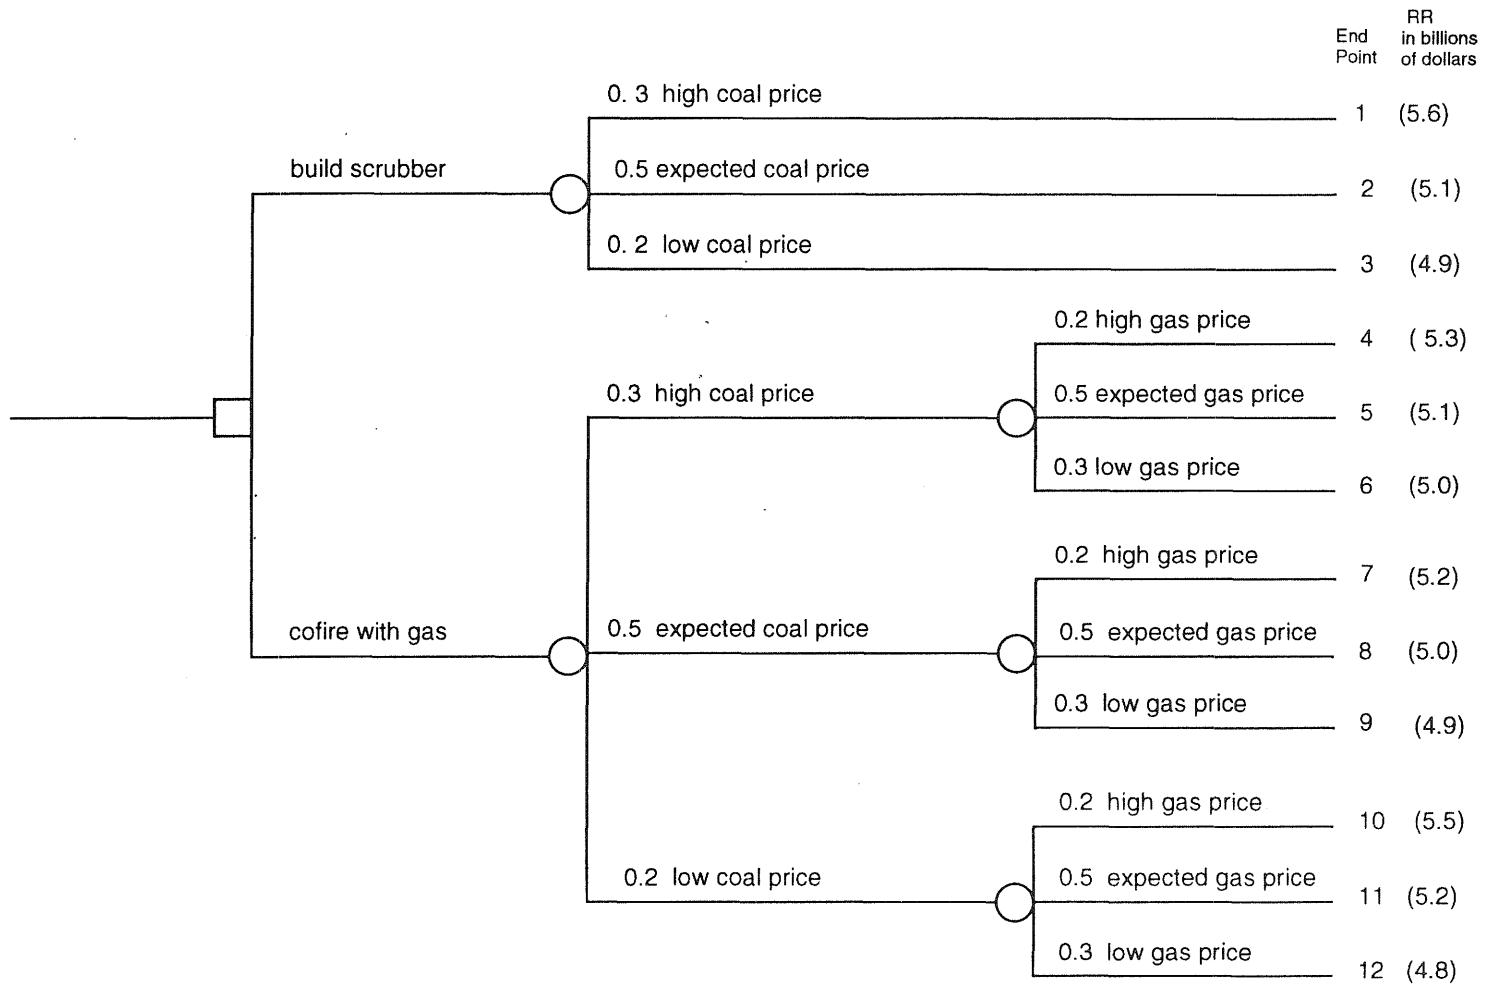 RR
End in billions
Point of dollars
0. 3 high coal price
1 (5.6)
build scrubber
0.5 expected coal price
2 (5.1)
0. 2 low coal price
3 (4.9)
0.2 high gas price
4 ( 5.3)
0.3 high coal price
0.5 expected gas price
5 (5.1)
0.3 low gas price
6 (5.0)
0.2 high gas price
7 (5.2)
cofire with gas
0.5 expected coal price
0.5 expected gas price
8 (5.0)
0.3 low gas price
9 (4.9)
0.2 high gas price
10 (5.5)
0.2 low coal price
0.5 expected gas price
11 (5.2)
0.3 low gas price
12 (4.8)